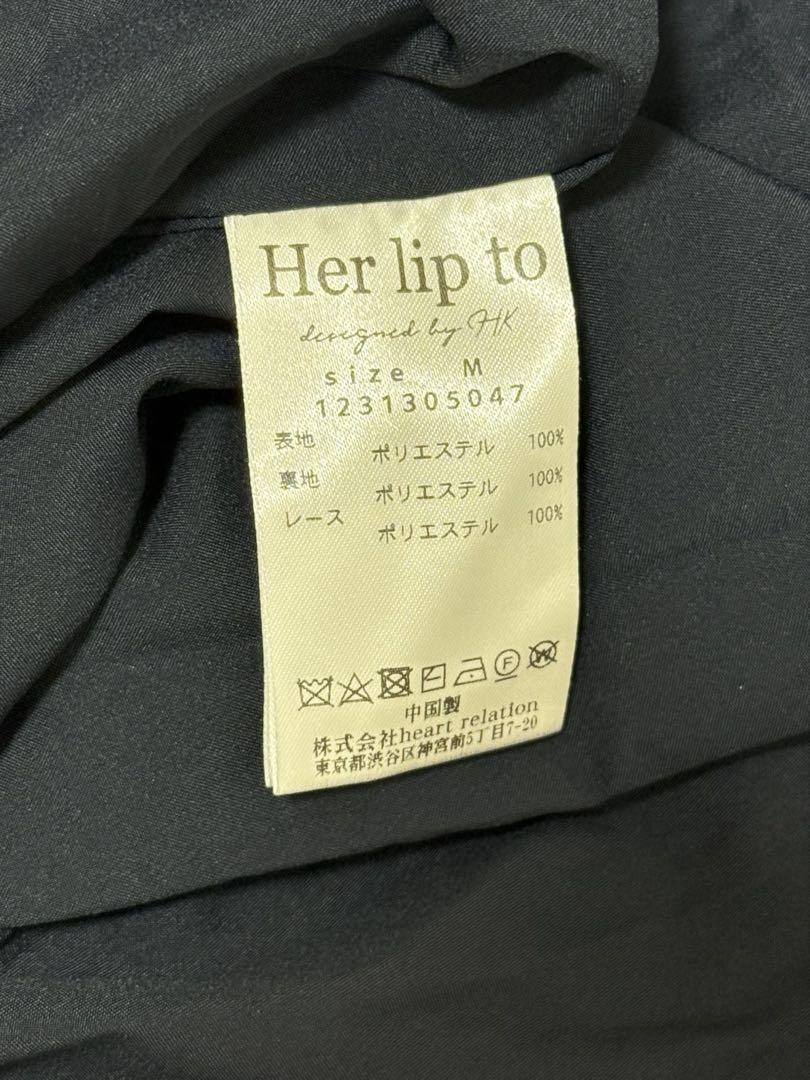 Her lip to
designed by HK
size M
1231305047
表地 ポリエステル 100%
裏地 ポリエステル 100%
レース ポリエステル 100%
F W
中国製
株式会社heart relation
東京都渋谷区神宮前5丁目7-20